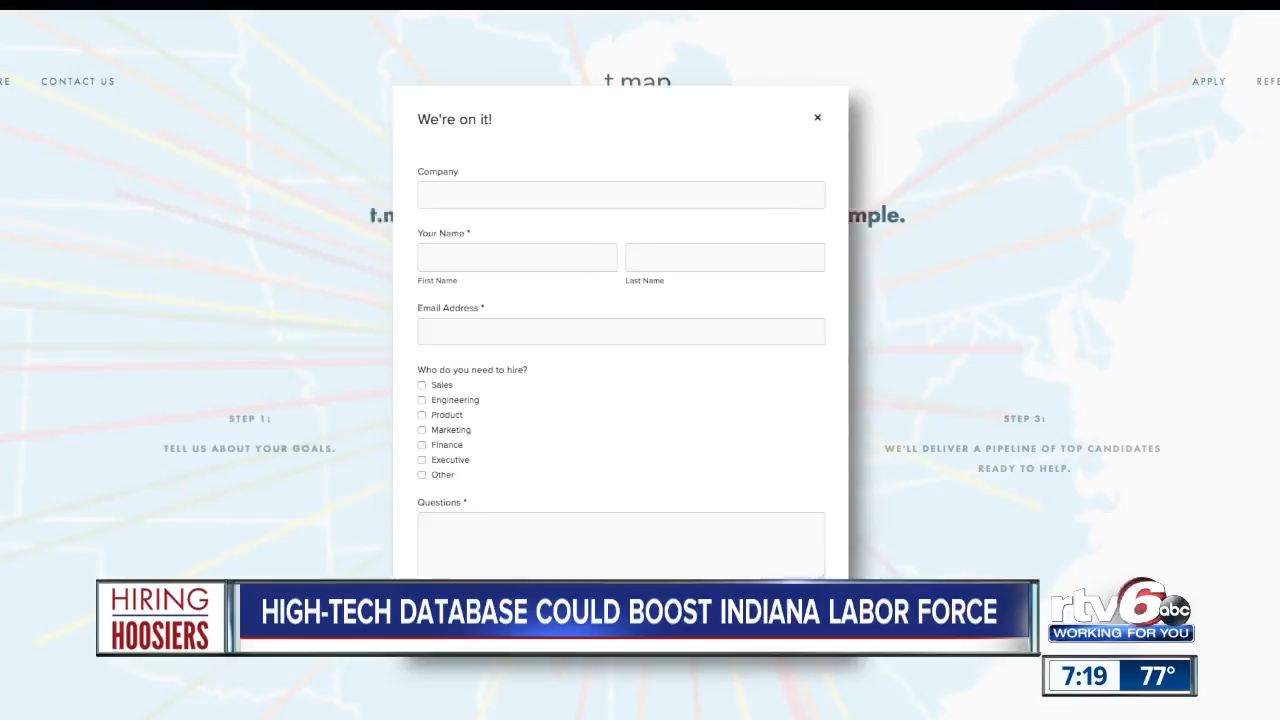 RE CONTACT US t.map APPLY REFE
We're on it! ×
Company
t.m mple.
Your Name *
First Name Last Name
Email Address *
Who do you need to hire?
Sales
Engineering
Product
Marketing
Finance
Executive
Other
STEP 1:
TELL US ABOUT YOUR GOALS.
STEP 3:
WE'LL DELIVER A PIPELINE OF TOP CANDIDATES
READY TO HELP.
Questions *
HIRING
HOOSIERS
HIGH-TECH DATABASE COULD BOOST INDIANA LABOR FORCE
rtv6 abc
WORKING FOR YOU
7:19 77°